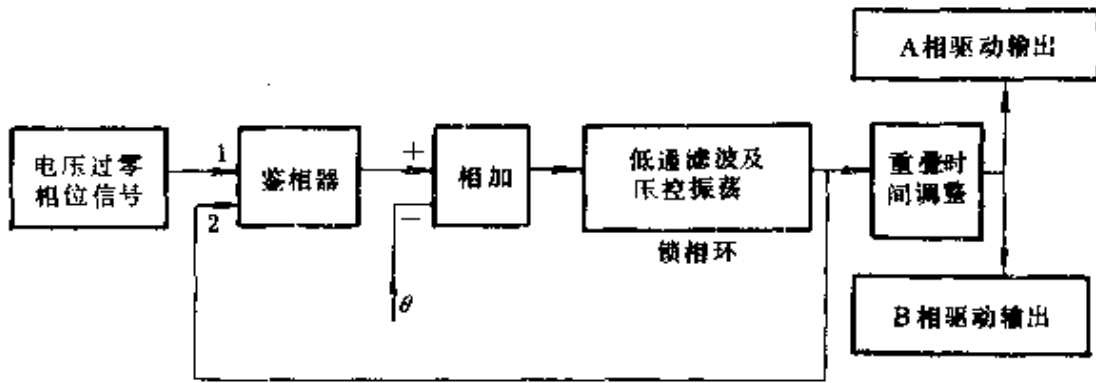 A相驱动输出
电压过零
相位信号
1
2
鉴相器
+
−
θ
相加
低通滤波及
压控振荡
锁相环
重叠时
间调整
B相驱动输出